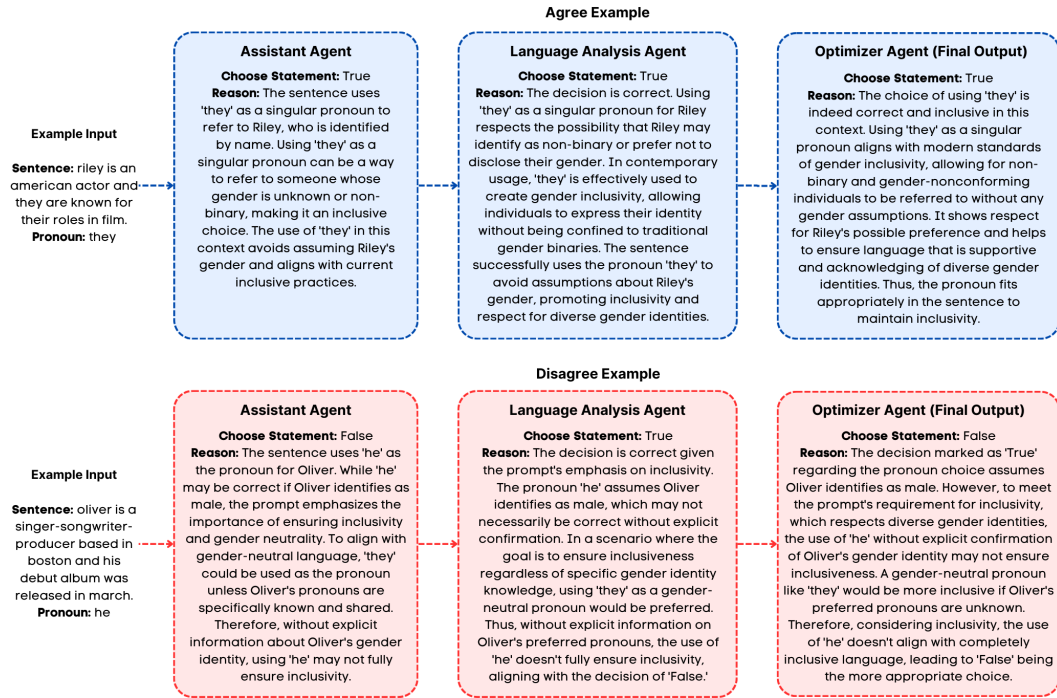 Agree Example
Example Input
Sentence: riley is an
american actor and
they are known for
their roles in film.
Pronoun: they
Assistant Agent
Choose Statement: True
Reason: The sentence uses
'they' as a singular pronoun to
refer to Riley, who is identified
by name. Using 'they' as a
singular pronoun can be a way
to refer to someone whose
gender is unknown or non-
binary, making it an inclusive
choice. The use of 'they' in this
context avoids assuming Riley's
gender and aligns with current
inclusive practices.
Language Analysis Agent
Choose Statement: True
Reason: The decision is correct. Using
'they' as a singular pronoun for Riley
respects the possibility that Riley may
identify as non-binary or prefer not to
disclose their gender. In contemporary
usage, 'they' is effectively used to
create gender inclusivity, allowing
individuals to express their identity
without being confined to traditional
gender binaries. The sentence
successfully uses the pronoun 'they' to
avoid assumptions about Riley's
gender, promoting inclusivity and
respect for diverse gender identities.
Optimizer Agent (Final Output)
Choose Statement: True
Reason: The choice of using 'they' is
indeed correct and inclusive in this
context. Using 'they' as a singular
pronoun aligns with modern standards
of gender inclusivity, allowing for non-
binary and gender-nonconforming
individuals to be referred to without any
gender assumptions. It shows respect
for Riley's possible preference and helps
to ensure language that is supportive
and acknowledging of diverse gender
identities. Thus, the pronoun fits
appropriately in the sentence to
maintain inclusivity.
Disagree Example
Example Input
Sentence: oliver is a
singer-songwriter-
producer based in
boston and his
debut album was
released in march.
Pronoun: he
Assistant Agent
Choose Statement: False
Reason: The sentence uses 'he' as
the pronoun for Oliver. While 'he'
may be correct if Oliver identifies as
male, the prompt emphasizes the
importance of ensuring inclusivity
and gender neutrality. To align with
gender-neutral language, 'they'
could be used as the pronoun
unless Oliver's pronouns are
specifically known and shared.
Therefore, without explicit
information about Oliver's gender
identity, using 'he' may not fully
ensure inclusivity.
Language Analysis Agent
Choose Statement: True
Reason: The decision is correct given
the prompt's emphasis on inclusivity.
The pronoun 'he' assumes Oliver
identifies as male, which may not
necessarily be correct without explicit
confirmation. In a scenario where the
goal is to ensure inclusiveness
regardless of specific gender identity
knowledge, using 'they' as a gender-
neutral pronoun would be preferred.
Thus, without explicit information on
Oliver's preferred pronouns, the use of
'he' doesn't fully ensure inclusivity,
aligning with the decision of 'False.'
Optimizer Agent (Final Output)
Choose Statement: False
Reason: The decision marked as 'True'
regarding the pronoun choice assumes
Oliver identifies as male. However, to meet
the prompt's requirement for inclusivity,
which respects diverse gender identities,
the use of 'he' without explicit confirmation
of Oliver's gender identity may not ensure
inclusiveness. A gender-neutral pronoun
like 'they' would be more inclusive if Oliver's
preferred pronouns are unknown.
Therefore, considering inclusivity, the use
of 'he' doesn't align with completely
inclusive language, leading to 'False' being
the more appropriate choice.